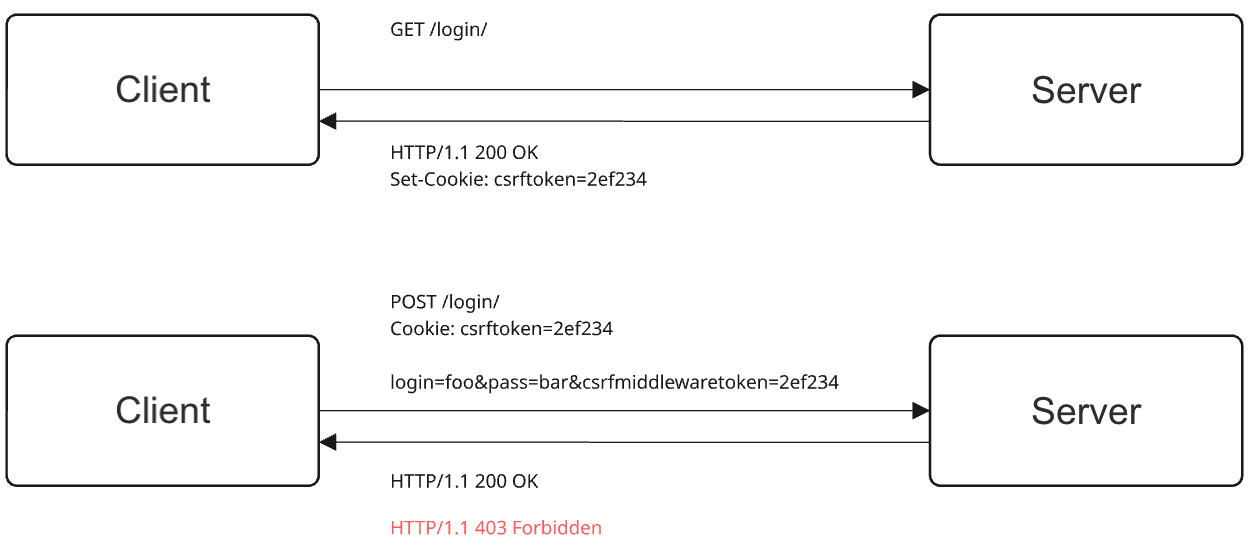 GET /login/
Client
Server
HTTP/1.1 200 OK
Set-Cookie: csrftoken=2ef234
POST /login/
Cookie: csrftoken=2ef234
login=foo&pass=bar&csrfmiddlewaretoken=2ef234
Client
Server
HTTP/1.1 200 OK
HTTP/1.1 403 Forbidden